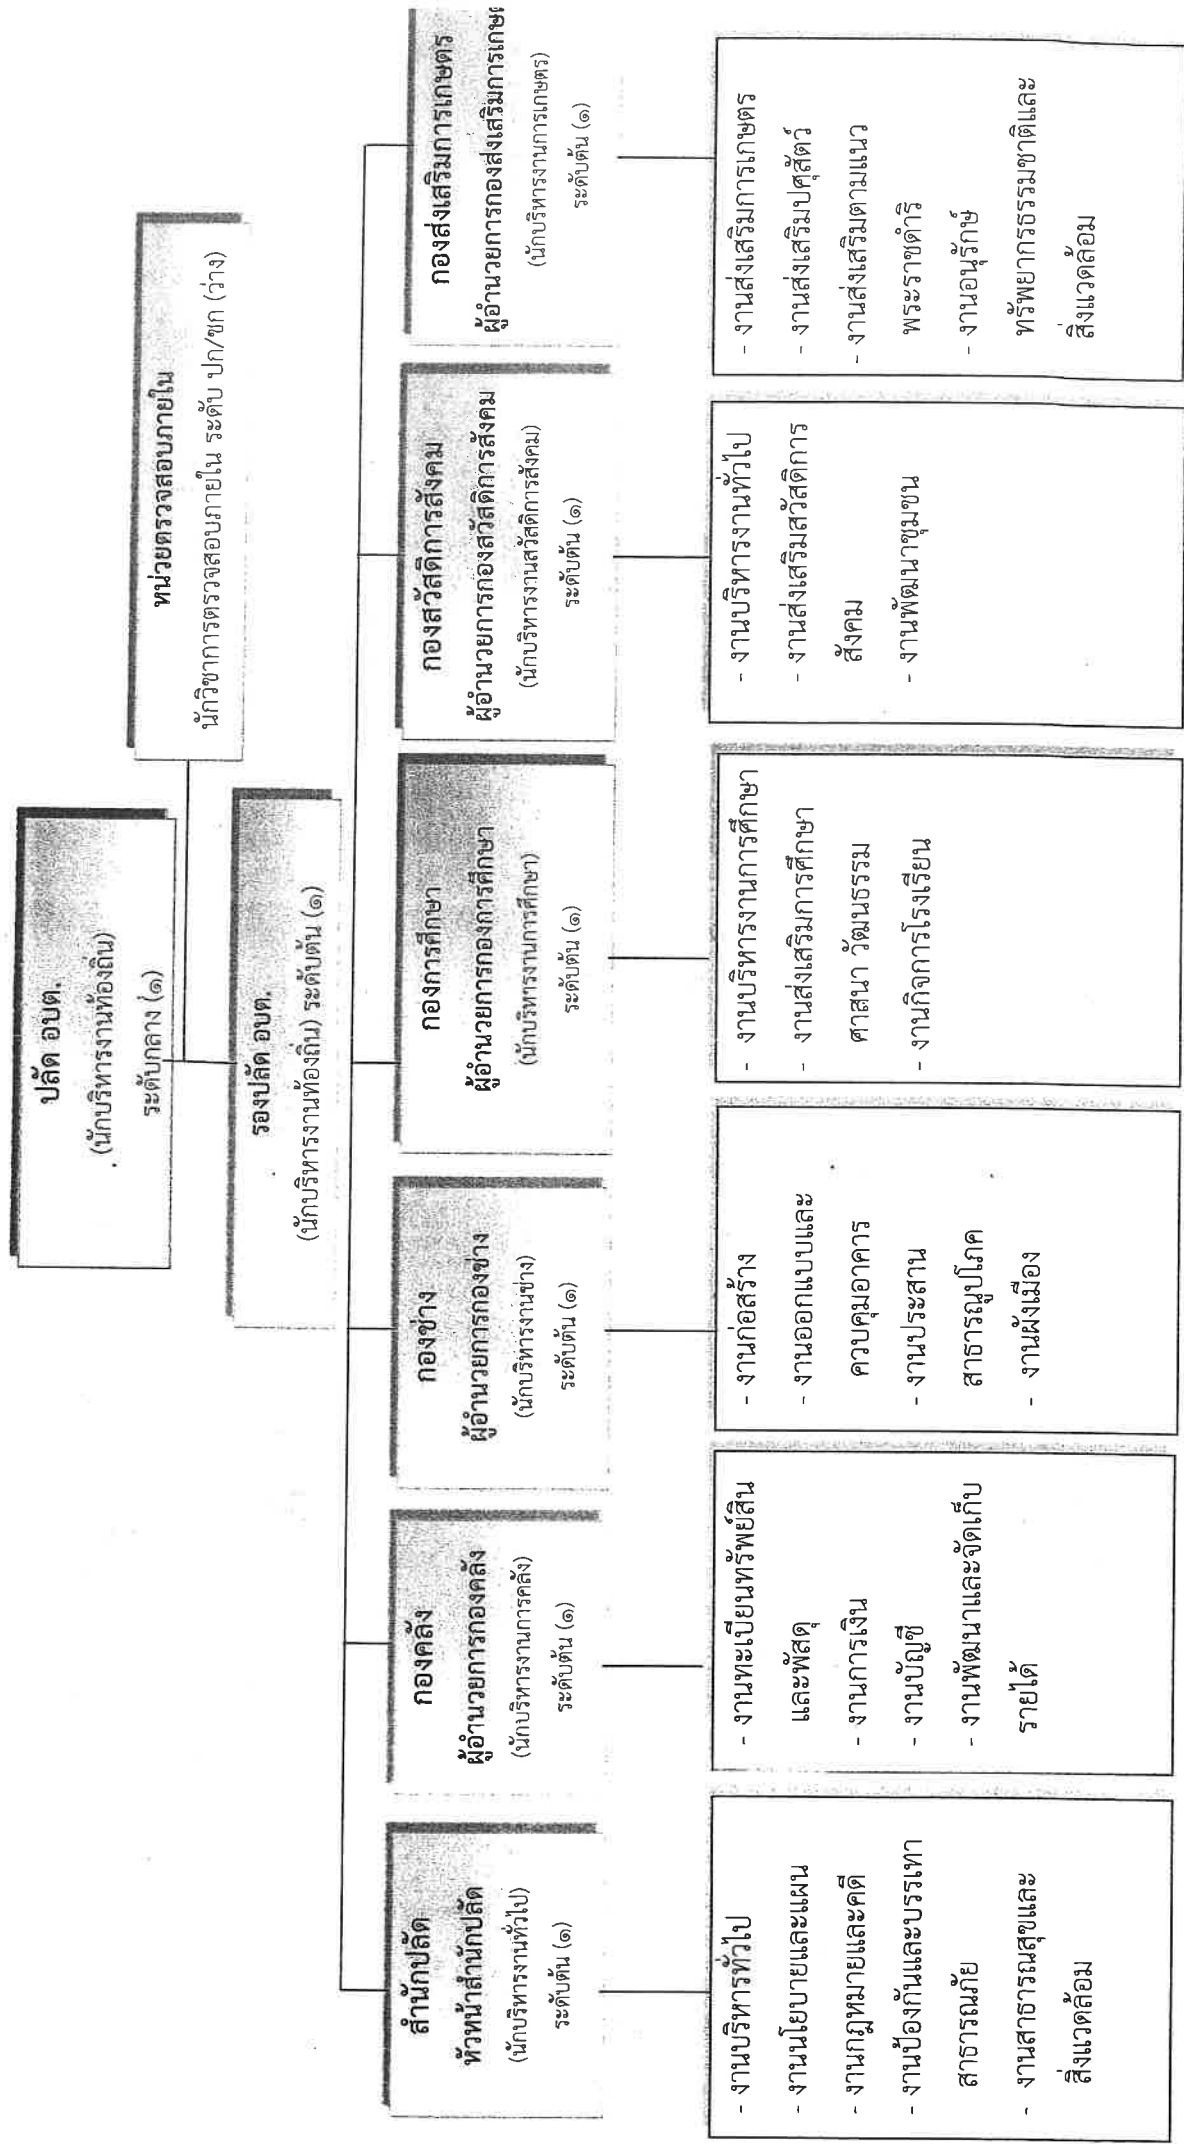 ปลัด อบต.
(นักบริหารงานท้องถิ่น)
ระดับกลาง (๑)
หน่วยตรวจสอบภายใน
นักวิชาการตรวจสอบภายใน ระดับ ปก/ชก (ว่าง)
รองปลัด อบต.
(นักบริหารงานท้องถิ่น) ระดับต้น (๑)
สำนักปลัด
หัวหน้าสำนักปลัด
(นักบริหารงานทั่วไป)
ระดับต้น (๑)
กองคลัง
ผู้อำนวยการกองคลัง
(นักบริหารงานการคลัง)
ระดับต้น (๑)
กองช่าง
ผู้อำนวยการกองช่าง
(นักบริหารงานช่าง)
ระดับต้น (๑)
กองการศึกษา
ผู้อำนวยการกองการศึกษา
(นักบริหารงานการศึกษา)
ระดับต้น (๑)
กองสวัสดิการสังคม
ผู้อำนวยการกองสวัสดิการสังคม
(นักบริหารงานสวัสดิการสังคม)
ระดับต้น (๑)
กองส่งเสริมการเกษตร
ผู้อำนวยการกองส่งเสริมการเกษต
(นักบริหารงานการเกษตร)
ระดับต้น (๑)
- งานบริหารทั่วไป
- งานนโยบายและแผน
- งานกฎหมายและคดี
- งานป้องกันและบรรเทา
สาธารณภัย
- งานสาธารณสุขและ
สิ่งแวดล้อม
- งานทะเบียนทรัพย์สิน
และพัสดุ
- งานการเงิน
- งานบัญชี
- งานพัฒนาและจัดเก็บ
รายได้
- งานก่อสร้าง
- งานออกแบบและ
ควบคุมอาคาร
- งานประสาน
สาธารณูปโภค
- งานผังเมือง
- งานบริหารงานการศึกษา
- งานส่งเสริมการศึกษา
ศาสนา วัฒนธรรม
- งานกิจการโรงเรียน
- งานบริหารงานทั่วไป
- งานส่งเสริมสวัสดิการ
สังคม
- งานพัฒนาชุมชน
- งานส่งเสริมการเกษตร
- งานส่งเสริมปศุสัตว์
- งานส่งเสริมตามแนว
พระราชดำริ
- งานอนุรักษ์
ทรัพยากรธรรมชาติและ
สิ่งแวดล้อม